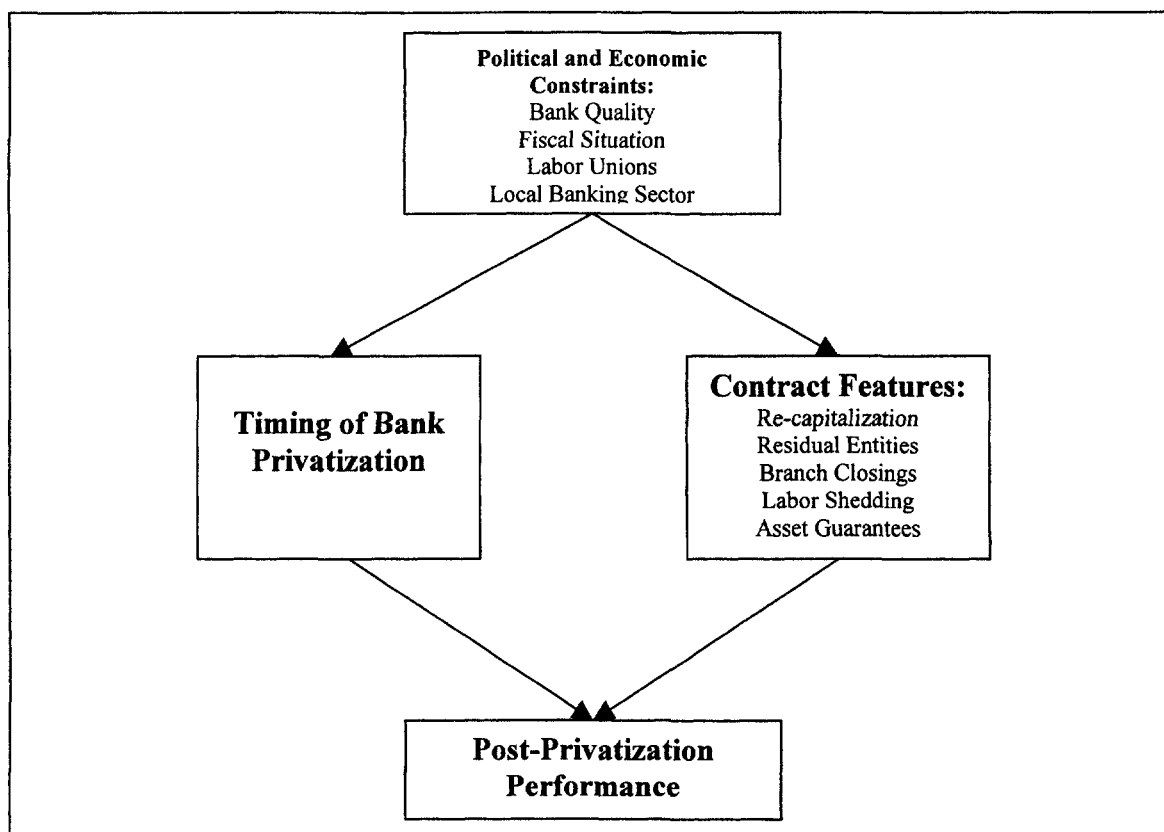 Political and Economic
Constraints:
Bank Quality
Fiscal Situation
Labor Unions
Local Banking Sector
Timing of Bank
Privatization
Contract Features:
Re-capitalization
Residual Entities
Branch Closings
Labor Shedding
Asset Guarantees
Post-Privatization
Performance